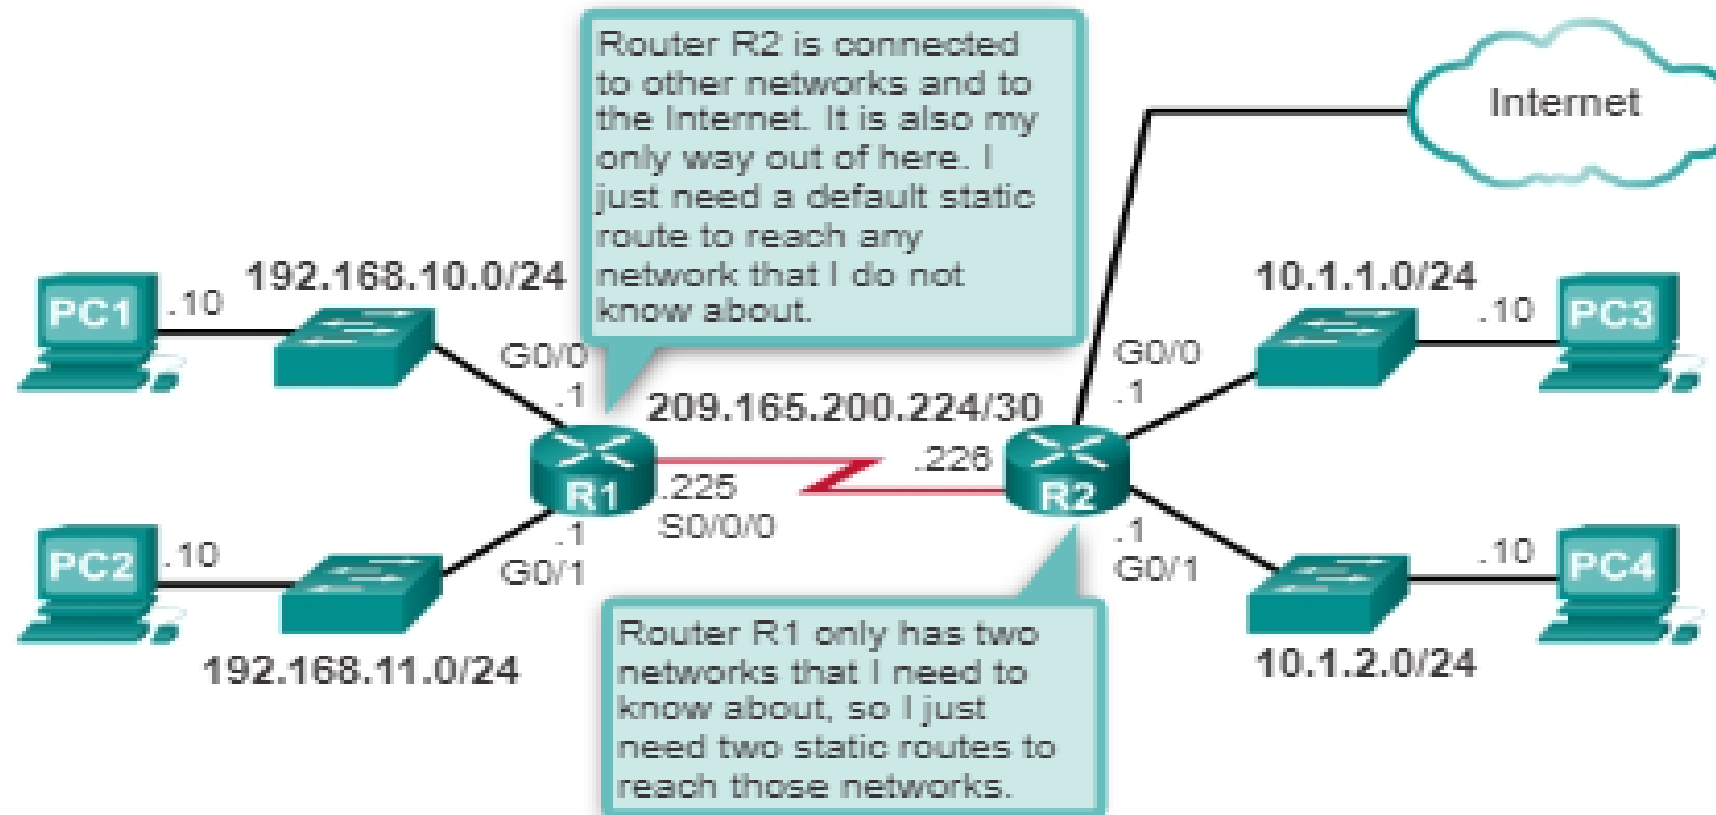 Router R2 is connected
to other networks and to
the Internet. It is also my
only way out of here. I
just need a default static
route to reach any
network that I do not
know about.
Internet
192.168.10.0/24
10.1.1.0/24
PC1
.10
.10
PC3
G0/0
.1
G0/0
.1
209.165.200.224/30
R1
.225
S0/0/0
.226
R2
PC2
.10
.1
G0/1
.1
G0/1
.10
PC4
192.168.11.0/24
10.1.2.0/24
Router R1 only has two
networks that I need to
know about, so I just
need two static routes to
reach those networks.